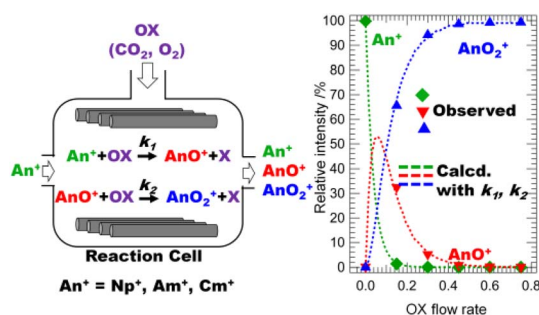 OX
(CO₂, O₂)
An⁺+OX k₁ AnO⁺+X
An⁺
An⁺
AnO⁺
AnO₂⁺
AnO⁺+OX k₂ AnO₂⁺+X
Reaction Cell
An⁺ = Np⁺, Am⁺, Cm⁺
Relative intensity /%
100
90
80
70
60
50
40
30
20
10
0
An⁺
AnO₂⁺
Observed
Calcd.
with k₁, k₂
AnO⁺
0.0 0.2 0.4 0.6 0.8
OX flow rate